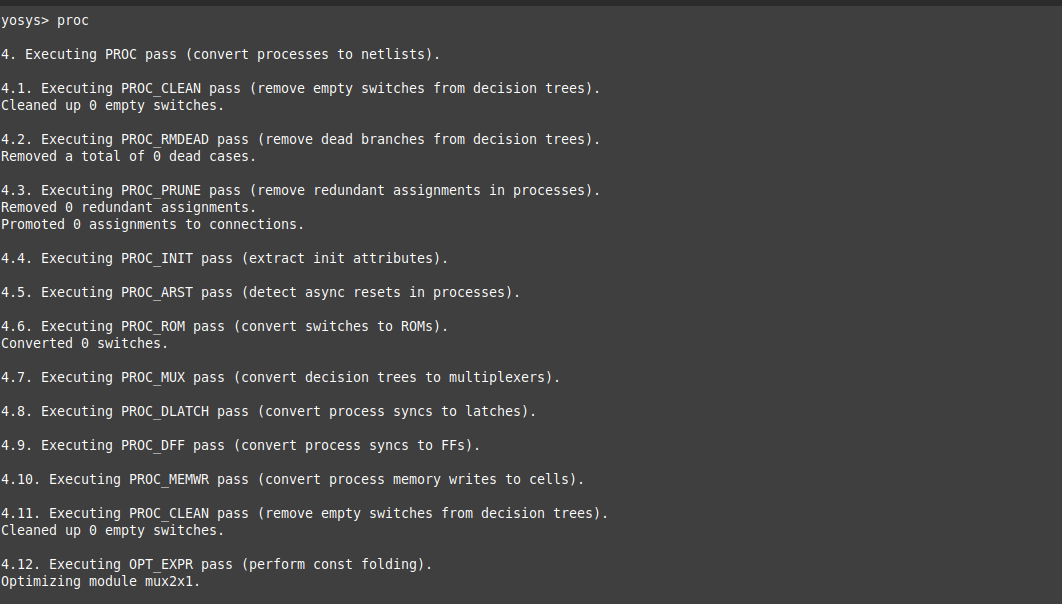 yosys> proc
4. Executing PROC pass (convert processes to netlists).
4.1. Executing PROC_CLEAN pass (remove empty switches from decision trees).
Cleaned up 0 empty switches.
4.2. Executing PROC_RMDEAD pass (remove dead branches from decision trees).
Removed a total of 0 dead cases.
4.3. Executing PROC_PRUNE pass (remove redundant assignments in processes).
Removed 0 redundant assignments.
Promoted 0 assignments to connections.
4.4. Executing PROC_INIT pass (extract init attributes).
4.5. Executing PROC_ARST pass (detect async resets in processes).
4.6. Executing PROC_ROM pass (convert switches to ROMs).
Converted 0 switches.
4.7. Executing PROC_MUX pass (convert decision trees to multiplexers).
4.8. Executing PROC_DLATCH pass (convert process syncs to latches).
4.9. Executing PROC_DFF pass (convert process syncs to FFs).
4.10. Executing PROC_MEMWR pass (convert process memory writes to cells).
4.11. Executing PROC_CLEAN pass (remove empty switches from decision trees).
Cleaned up 0 empty switches.
4.12. Executing OPT_EXPR pass (perform const folding).
Optimizing module mux2x1.